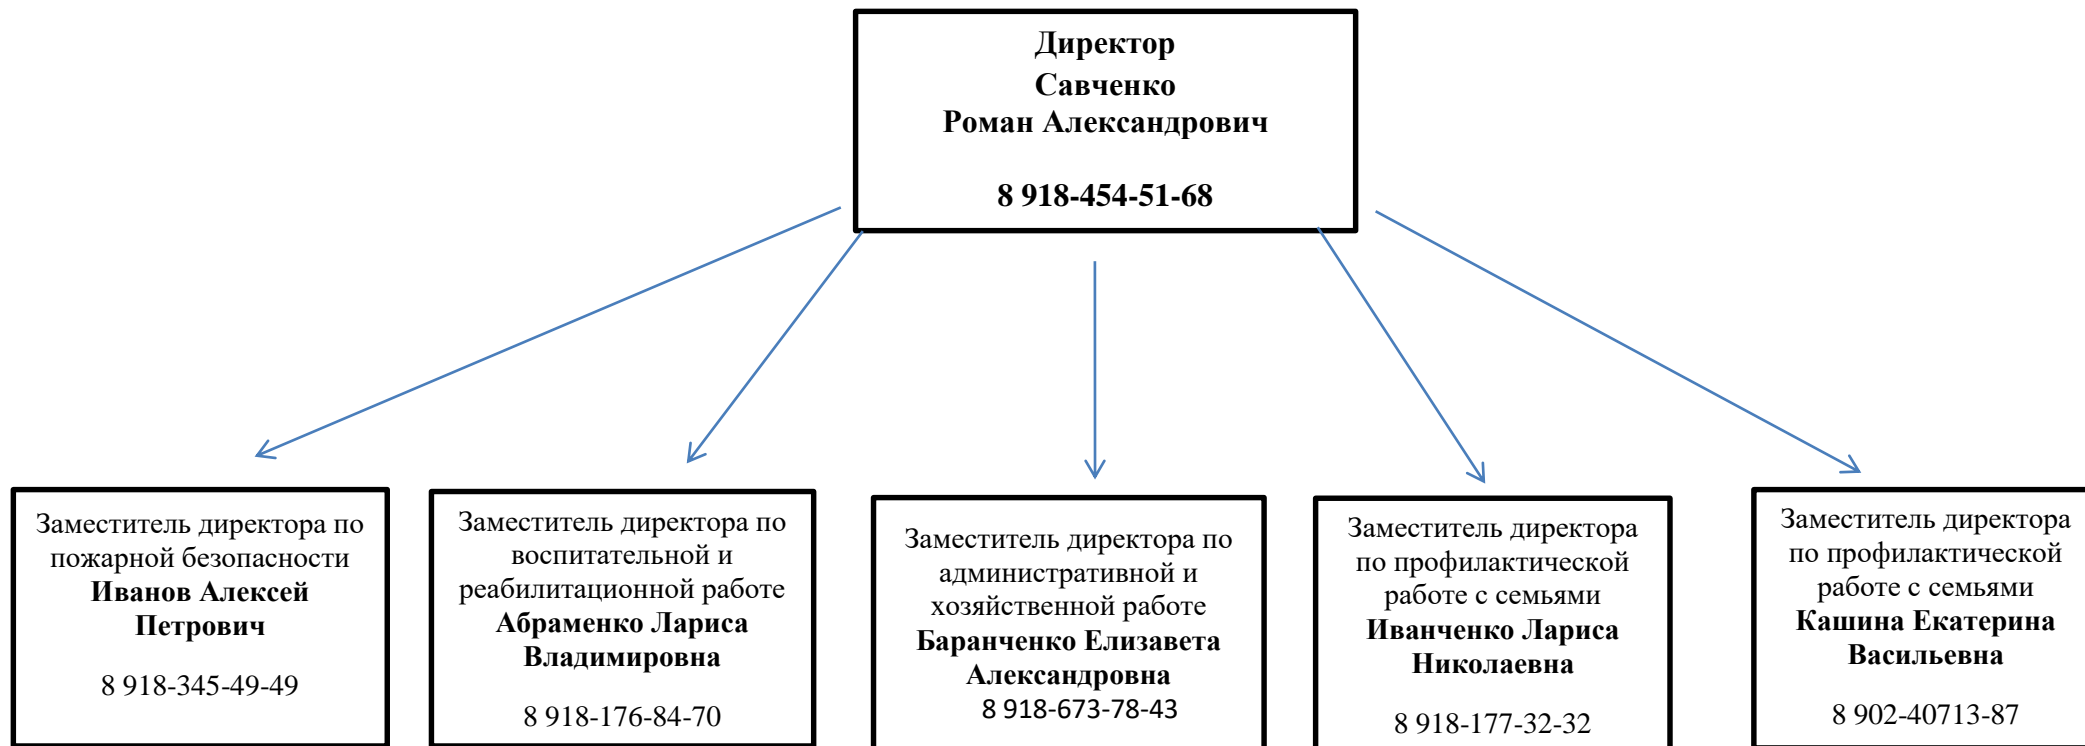 Директор
Савченко
Роман Александрович
8 918-454-51-68
Заместитель директора по
пожарной безопасности
Иванов Алексей
Петрович
8 918-345-49-49
Заместитель директора по
воспитательной и
реабилитационной работе
Абраменко Лариса
Владимировна
8 918-176-84-70
Заместитель директора по
административной и
хозяйственной работе
Баранченко Елизавета
Александровна
8 918-673-78-43
Заместитель директора
по профилактической
работе с семьями
Иванченко Лариса
Николаевна
8 918-177-32-32
Заместитель директора
по профилактической
работе с семьями
Кашина Екатерина
Васильевна
8 902-40713-87